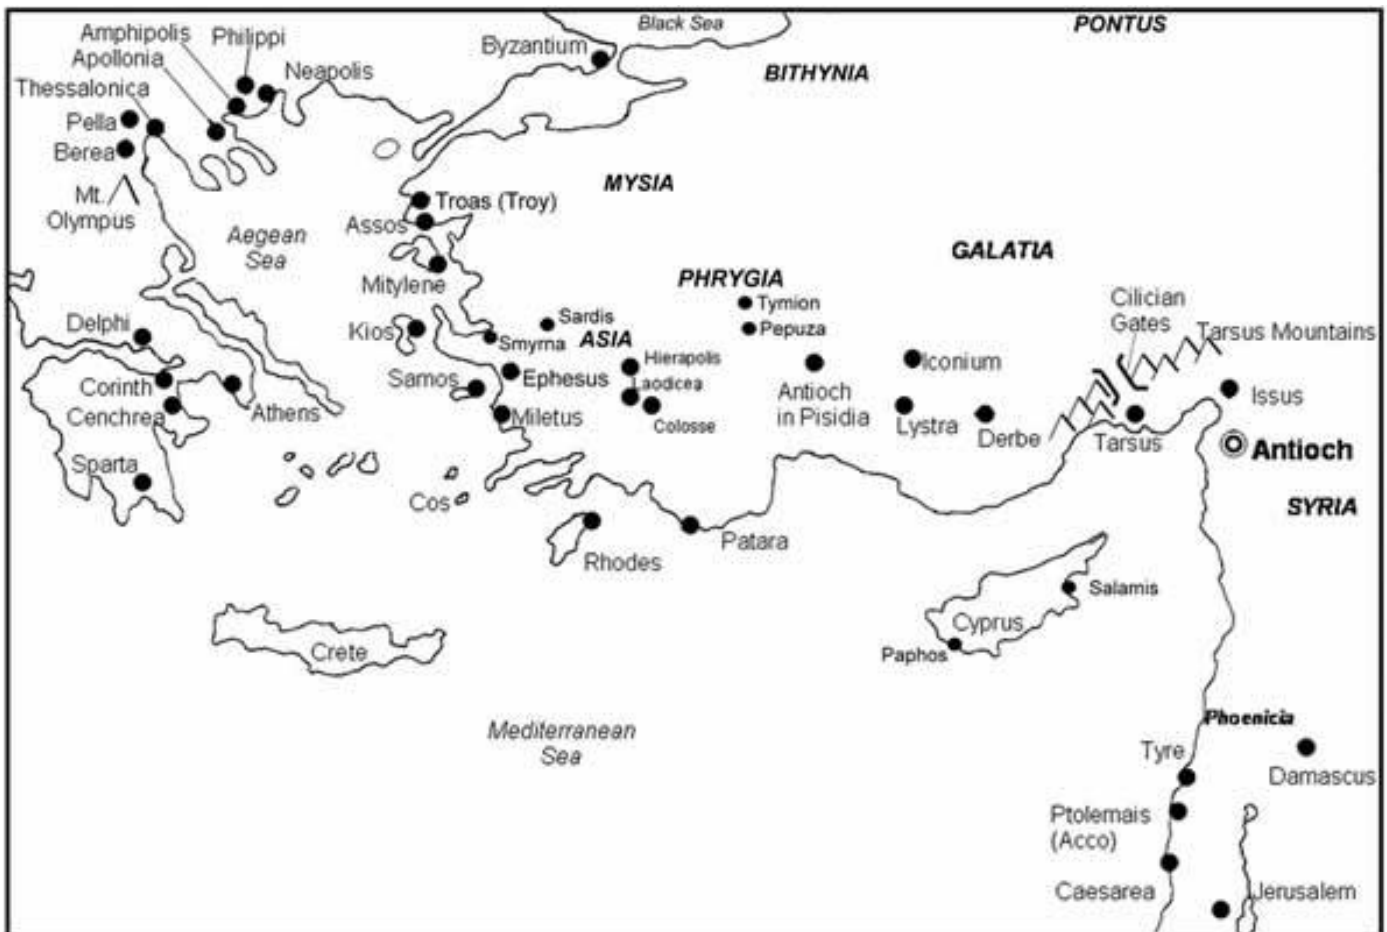 Black Sea
PONTUS
Amphipolis
Philippi
Byzantium
Apollonia
Neapolis
BITHYNIA
Thessalonica
Pella
Berea
MYSIA
Mt.
Olympus
Troas (Troy)
Assos
Aegean
Sea
GALATIA
Mitylene
PHRYGIA
Tymion
Cilician
Gates
Delphi
Kios
Sardis
Smyrna
ASIA
Pepuza
Tarsus Mountains
Hierapolis
Iconium
Corinth
Samos
Ephesus
Laodicea
Antioch
in Pisidia
Issus
Cenchrea
Athens
Miletus
Colosse
Lystra
Derbe
Tarsus
Antioch
Sparta
Cos
SYRIA
Rhodes
Patara
Salamis
Cyprus
Crete
Paphos
Mediterranean
Sea
Phoenicia
Tyre
Damascus
Ptolemais
(Acco)
Caesarea
Jerusalem